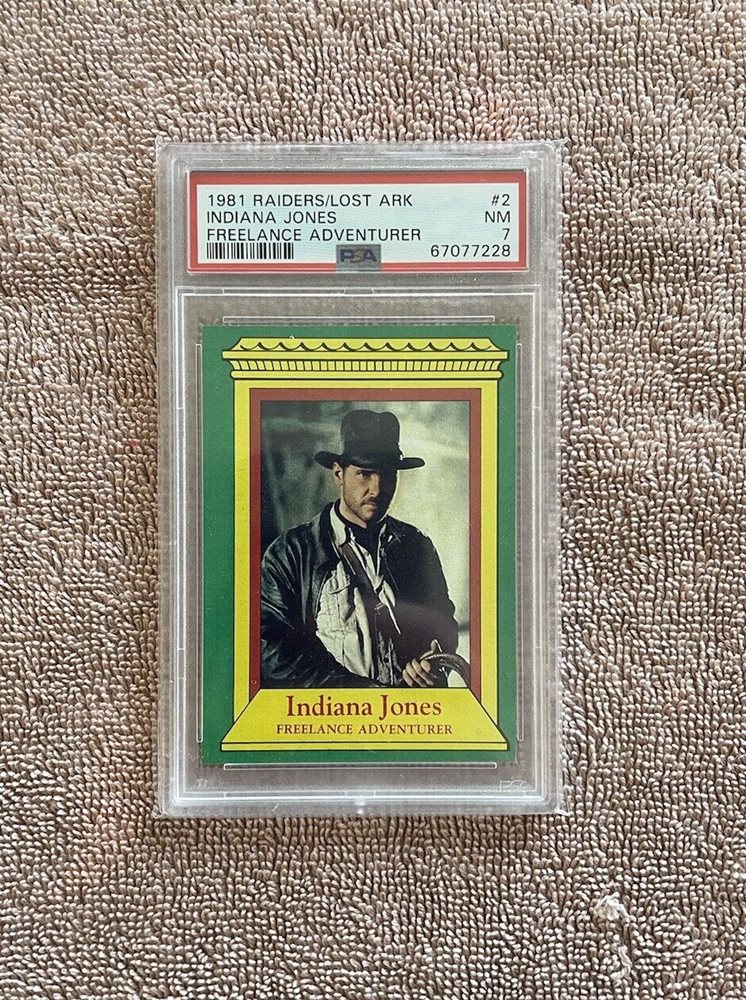 1981 RAIDERS/LOST ARK #2
INDIANA JONES NM
FREELANCE ADVENTURER 7
PSA 67077228
Indiana Jones
FREELANCE ADVENTURER